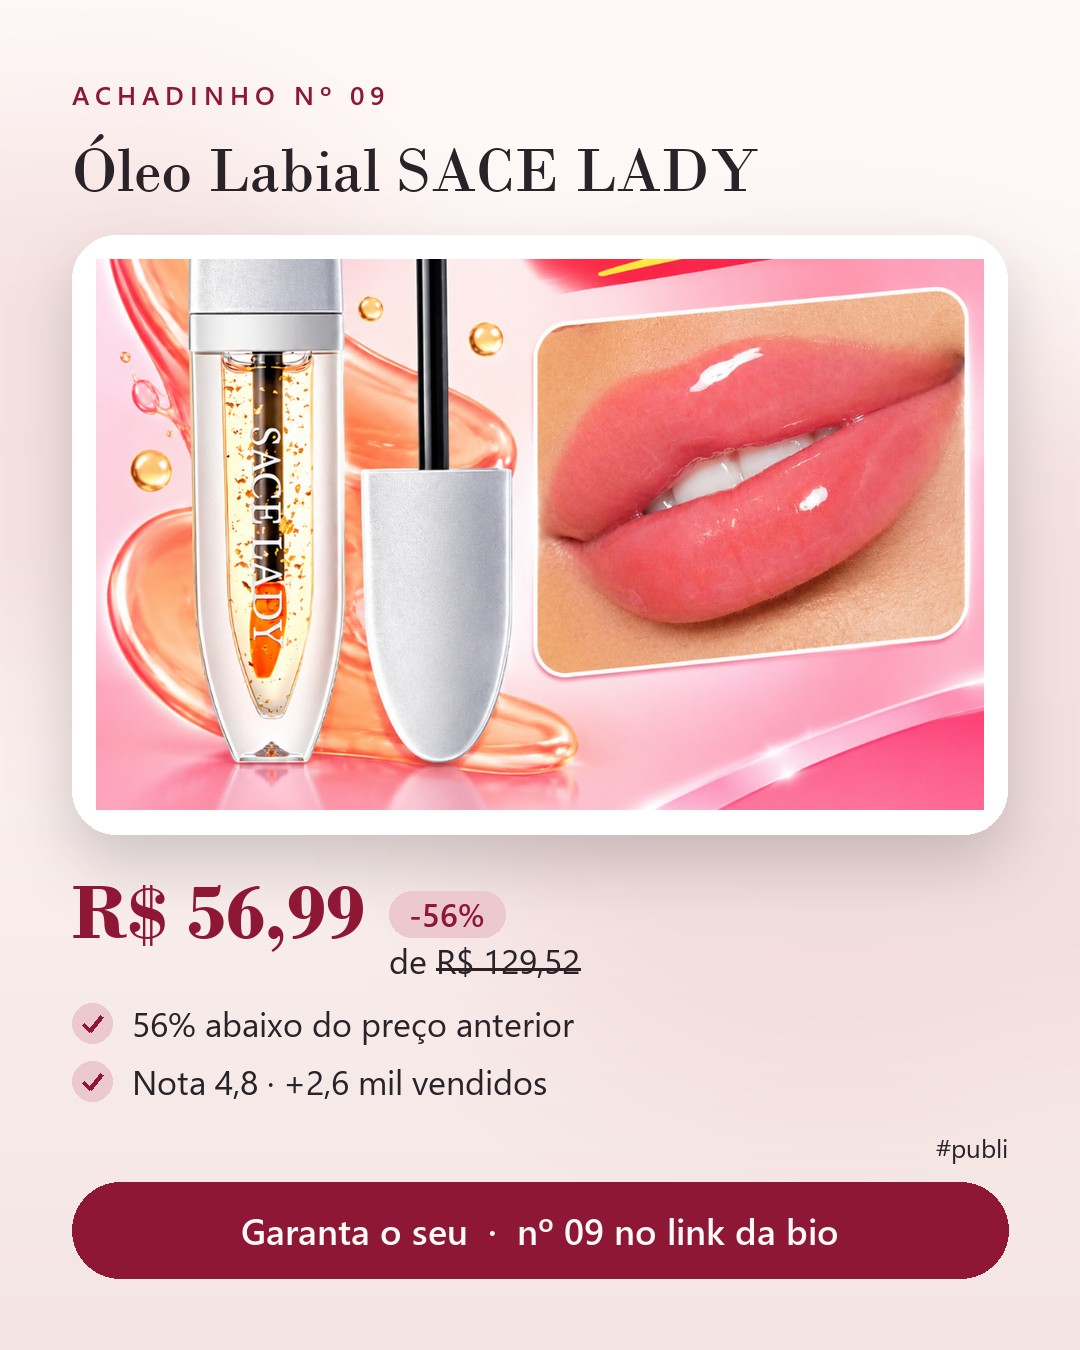 ACHADINHO Nº 09
Óleo Labial SACE LADY
SACE LADY
R$ 56,99
-56%
de R$ 129,52
56% abaixo do preço anterior
Nota 4,8 · +2,6 mil vendidos
#publi
Garanta o seu · nº 09 no link da bio